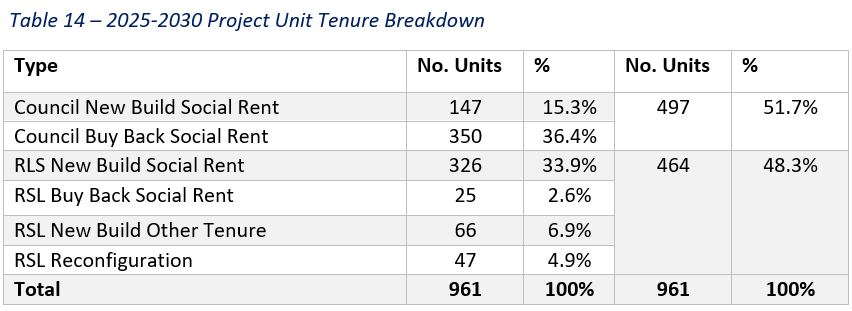 Table 14 – 2025-2030 Project Unit Tenure Breakdown
Type No. Units % No. Units %
Council New Build Social Rent 147 15.3% 497 51.7%
Council Buy Back Social Rent 350 36.4%
RLS New Build Social Rent 326 33.9% 464 48.3%
RSL Buy Back Social Rent 25 2.6%
RSL New Build Other Tenure 66 6.9%
RSL Reconfiguration 47 4.9%
Total 961 100% 961 100%